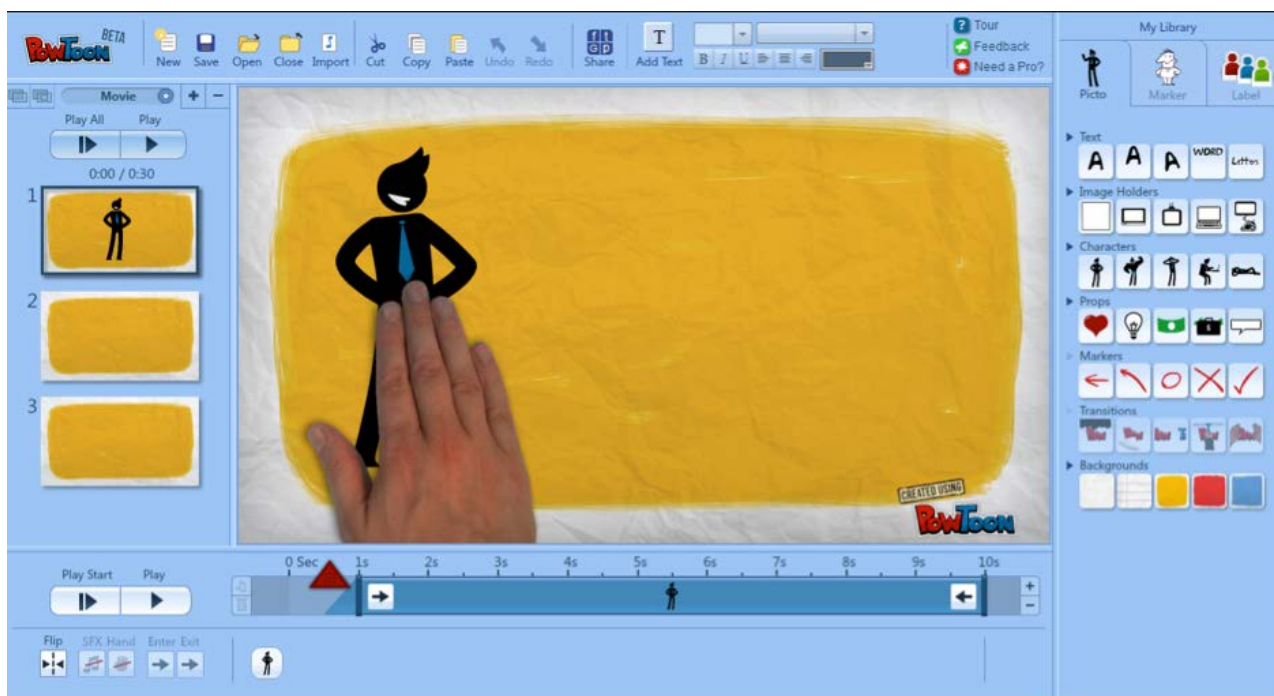 PowToon BETA
New Save Open Close Import Cut Copy Paste Undo Redo Share Add Text
T
B I U
Tour
Feedback
Need a Pro?
My Library
Picto Marker Label
Movie
Play All Play
0:00 / 0:30
1
2
3
Text
A A A WORD Letters
Image Holders
Characters
Props
Markers
Transitions
Backgrounds
CREATED USING
PowToon
0 Sec 1s 2s 3s 4s 5s 6s 7s 8s 9s 10s
Play Start Play
Flip SFX Hand Enter Exit